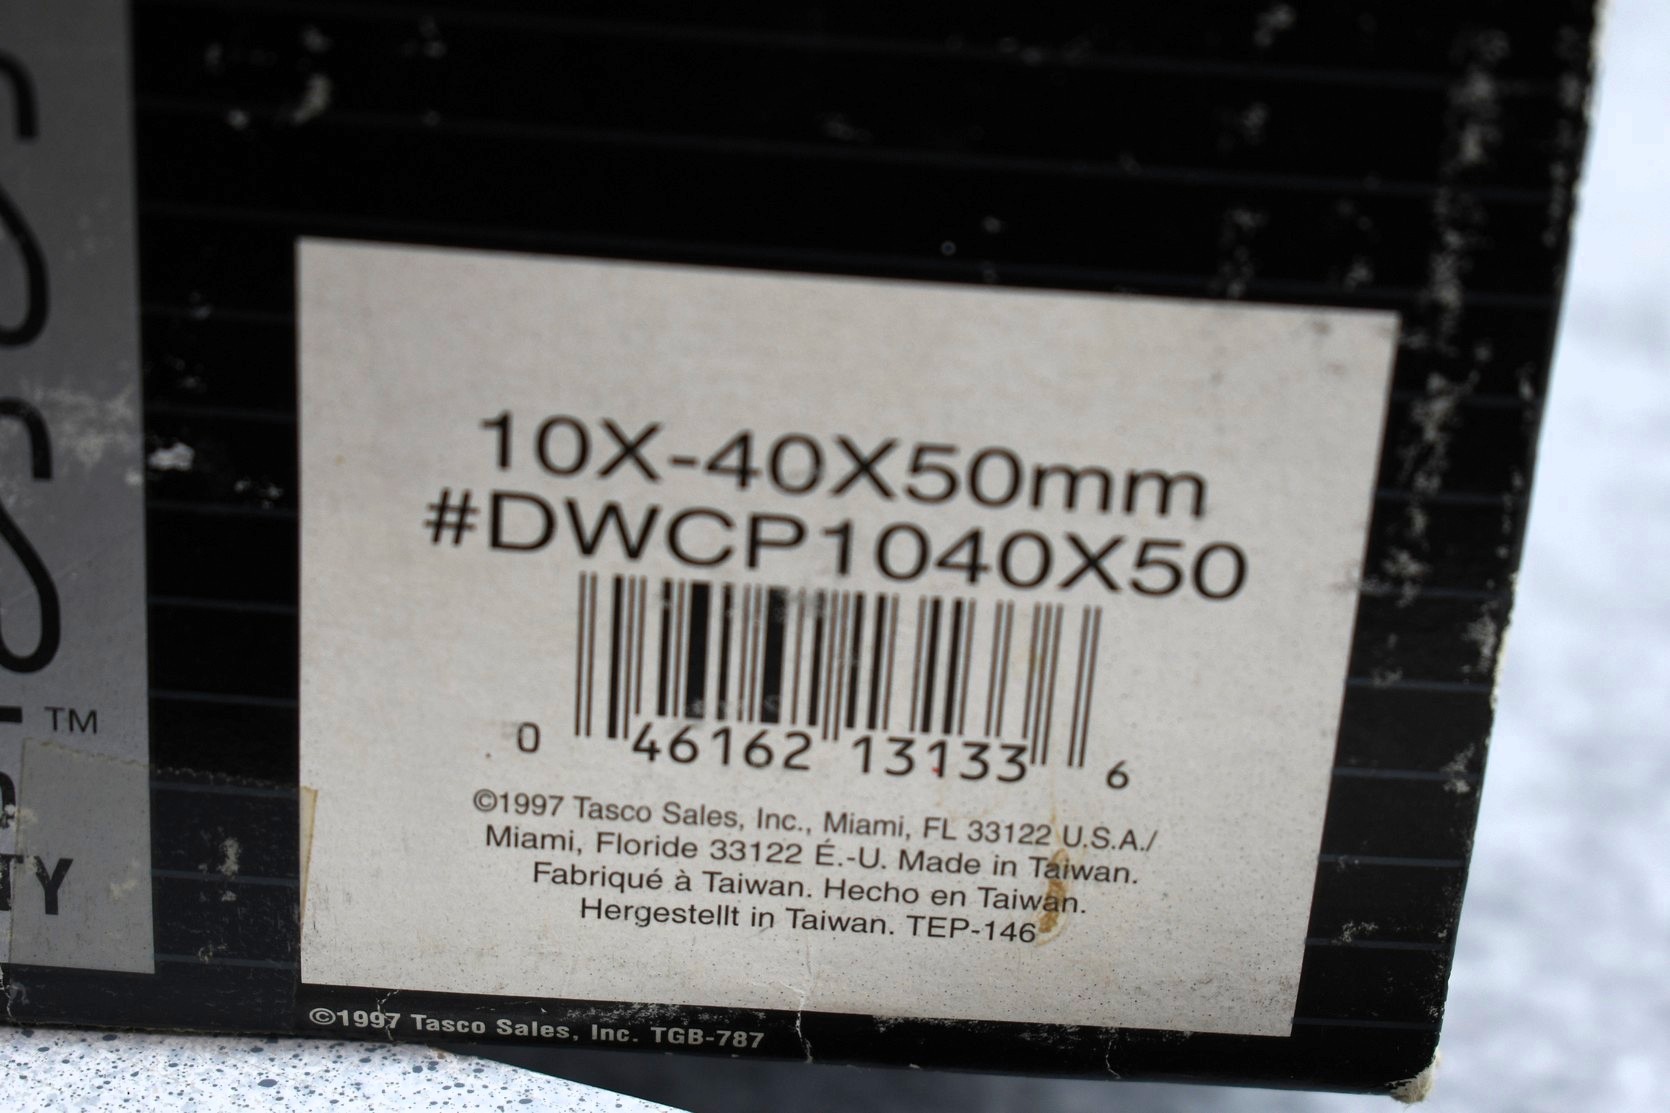 TM
TY
10X-40X50mm
#DWCP1040X50
0 46162 13133 6
©1997 Tasco Sales, Inc., Miami, FL 33122 U.S.A./
Miami, Floride 33122 É.-U. Made in Taiwan.
Fabriqué à Taiwan. Hecho en Taiwan.
Hergestellt in Taiwan. TEP-146
©1997 Tasco Sales, Inc. TGB-787